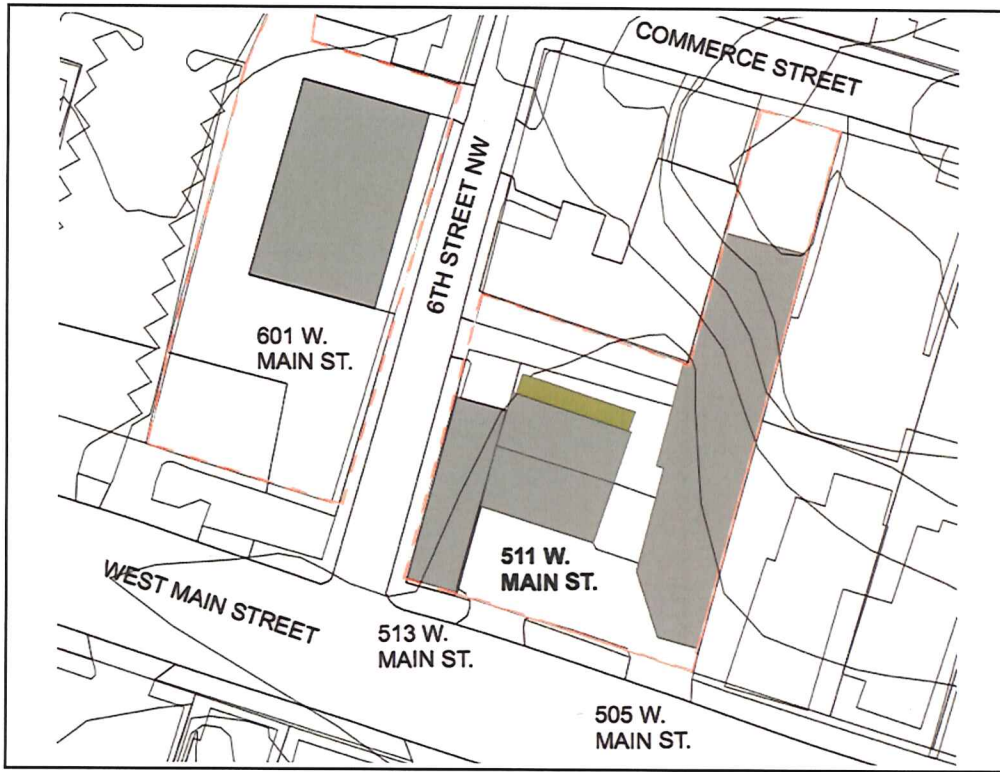 COMMERCE STREET
6TH STREET NW
601 W.
MAIN ST.
511 W.
MAIN ST.
WEST MAIN STREET
513 W.
MAIN ST.
505 W.
MAIN ST.